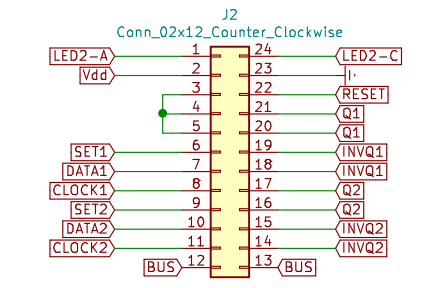 J2
Conn_02x12_Counter_Clockwise
LED2-A 1 24 LED2-C
Vdd 2 23
3 22 RESET
4 21 Q1
5 20 Q1
SET1 6 19 INVQ1
DATA1 7 18 INVQ1
CLOCK1 8 17 Q2
SET2 9 16 Q2
DATA2 10 15 INVQ2
CLOCK2 11 14 INVQ2
BUS 12 13 BUS